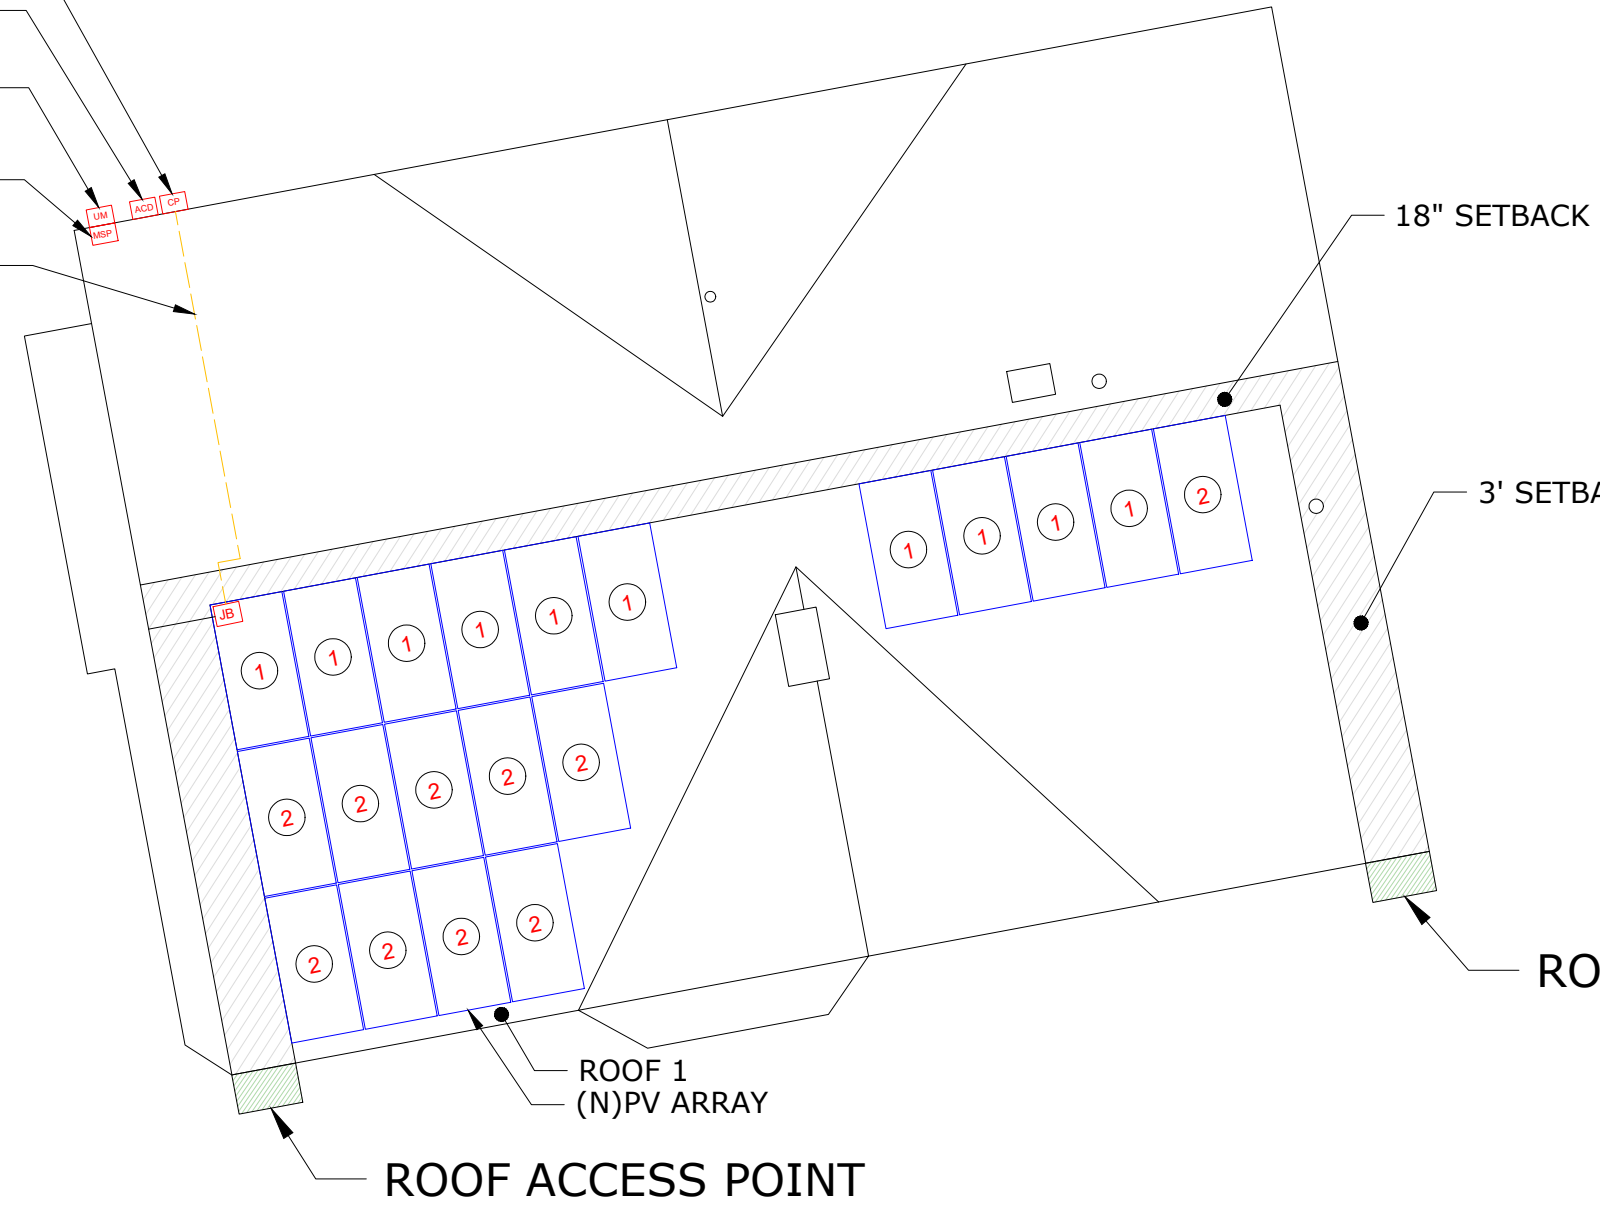 UM
ACD
CP
MSP
18" SETBACK
3' SETBA
JB
1 1 1 1 2
1 1 1 1 1 1
2 2 2 2 2
2 2 2 2
RO
ROOF 1
(N)PV ARRAY
ROOF ACCESS POINT